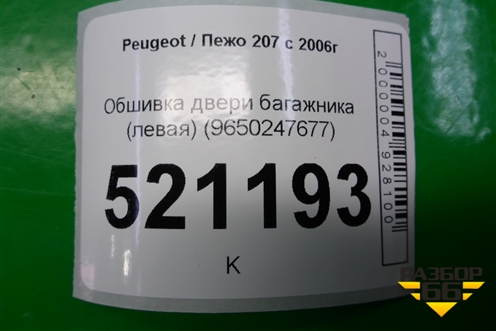 Peugeot / Пежо 207 с 2006г
Обшивка двери багажника
(левая) (9650247677)
521193
К
2000004928100
РАЗБОР
66